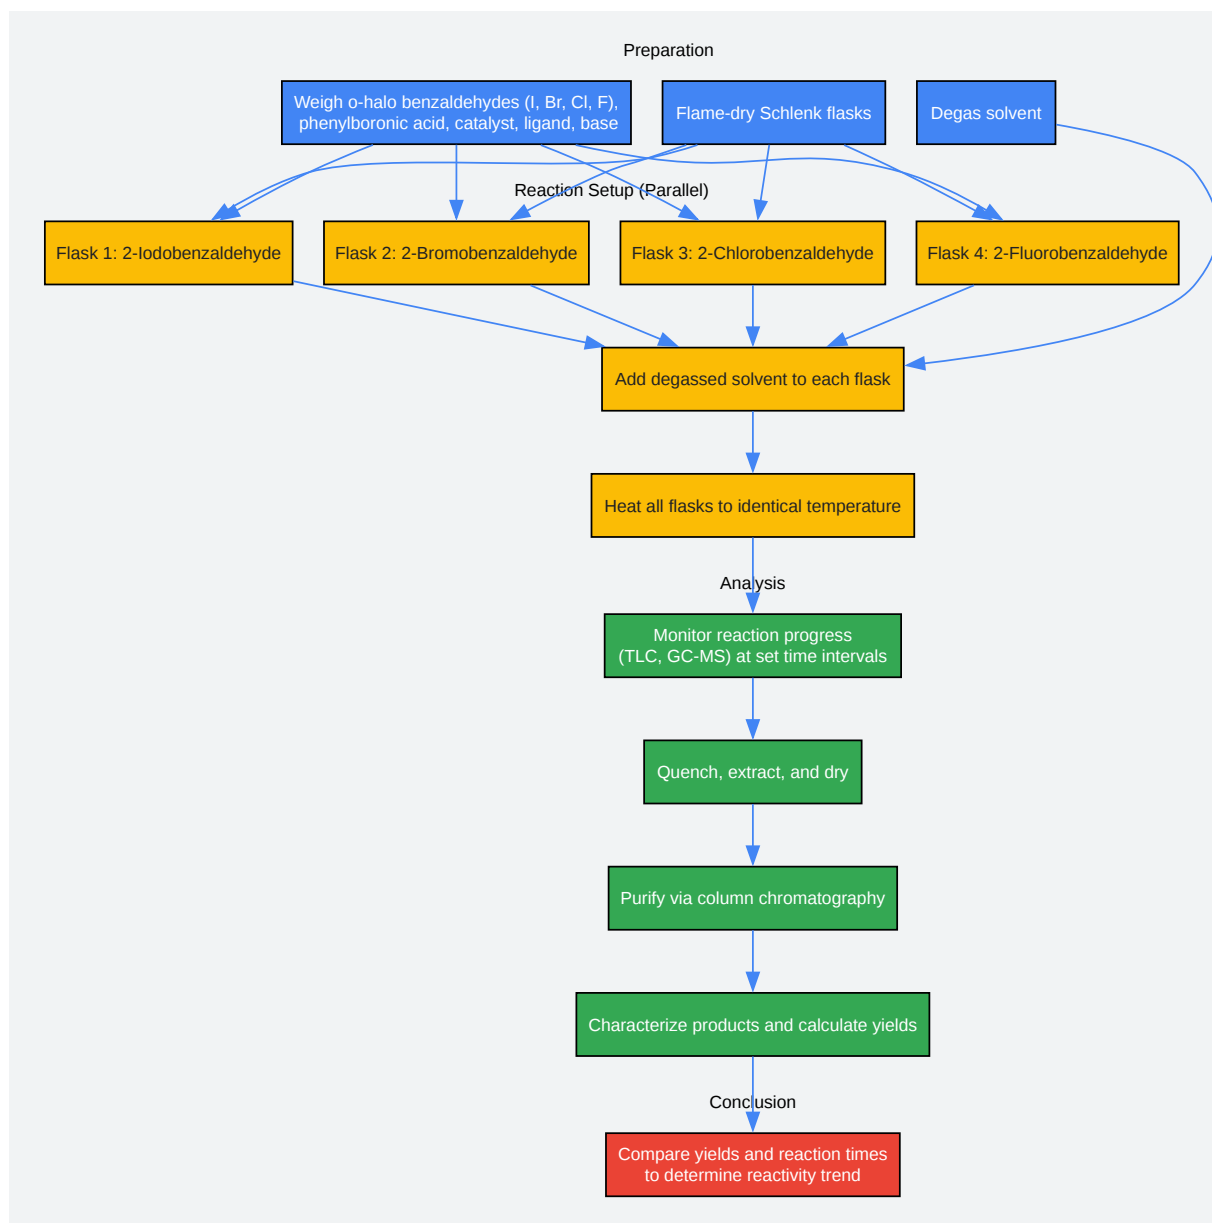 Preparation
Weigh o-halo benzaldehydes (I, Br, Cl, F),
phenylboronic acid, catalyst, ligand, base
Flame-dry Schlenk flasks
Degas solvent
Reaction Setup (Parallel)
Flask 1: 2-Iodobenzaldehyde
Flask 2: 2-Bromobenzaldehyde
Flask 3: 2-Chlorobenzaldehyde
Flask 4: 2-Fluorobenzaldehyde
Add degassed solvent to each flask
Heat all flasks to identical temperature
Analysis
Monitor reaction progress
(TLC, GC-MS) at set time intervals
Quench, extract, and dry
Purify via column chromatography
Characterize products and calculate yields
Conclusion
Compare yields and reaction times
to determine reactivity trend